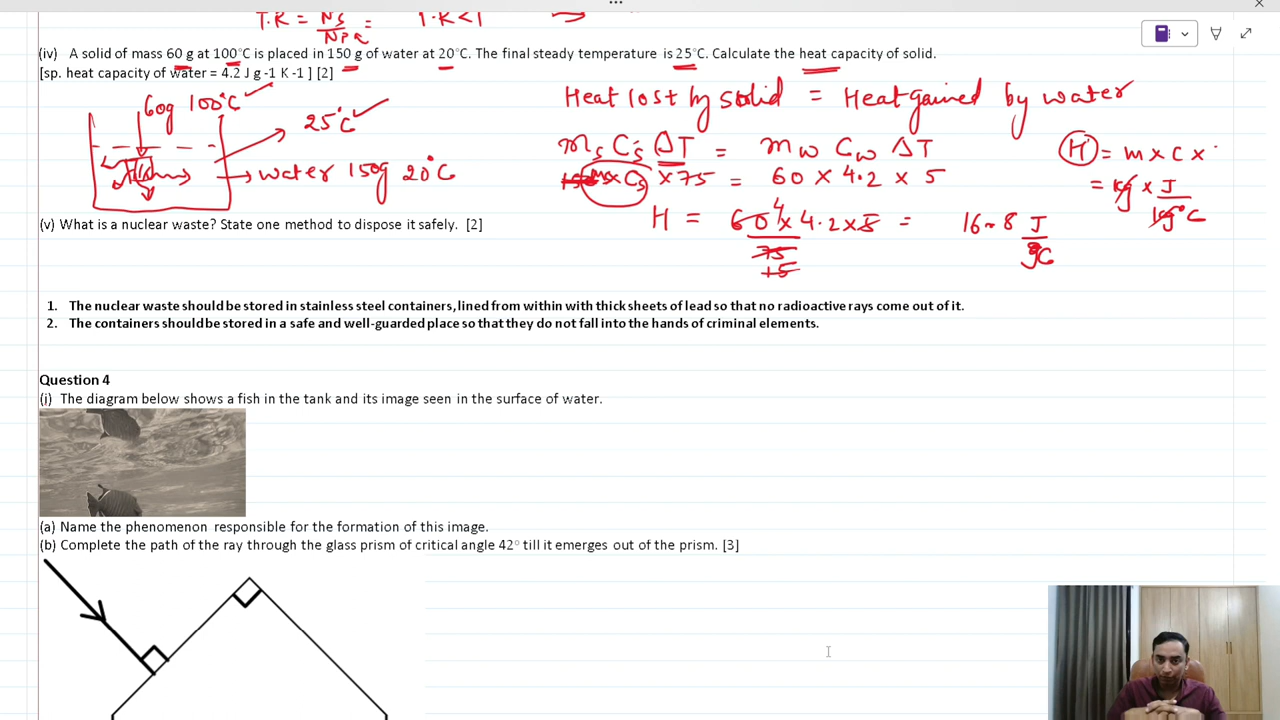 T.R = Ns/Npa = T.R < 1
(iv) A solid of mass 60 g at 100°C is placed in 150 g of water at 20°C. The final steady temperature is 25°C. Calculate the heat capacity of solid.
[sp. heat capacity of water = 4.2 J g -1 K -1 ] [2]
60g 100°C
25°C
water 150g 20°C
Heat lost by solid = Heat gained by water
ms Cs ΔT = mw Cw ΔT
ms × Cs × 75 = 60 × 4.2 × 5
H = 60 4 × 4.2 × 5 / 75 15 = 16.8 J/°C
H = m × C ×
= kg × J / kg °C
(v) What is a nuclear waste? State one method to dispose it safely. [2]
1. The nuclear waste should be stored in stainless steel containers, lined from within with thick sheets of lead so that no radioactive rays come out of it.
2. The containers should be stored in a safe and well-guarded place so that they do not fall into the hands of criminal elements.
Question 4
(i) The diagram below shows a fish in the tank and its image seen in the surface of water.
(a) Name the phenomenon responsible for the formation of this image.
(b) Complete the path of the ray through the glass prism of critical angle 42° till it emerges out of the prism. [3]